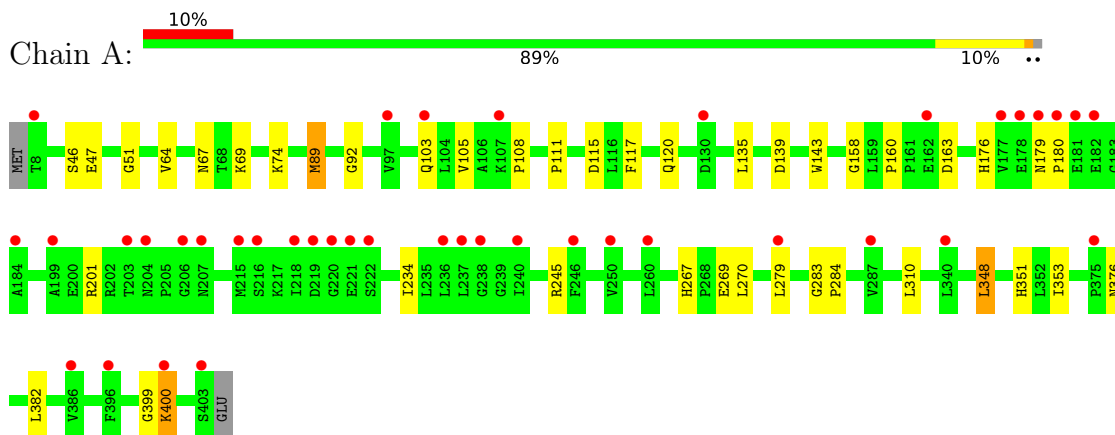 10%
Chain A:
89% 10% ••
MET T8 S46 E47 G51 V64 N67 T68 K69 K74 M89 G92 V97 Q103 L104 V105 A106 K107 P108 P111 D115 L116 F117 Q120 D130 L135 D139 W143 G158 L159 P160 P161 E162 D163 H176 V177 E178 N179 P180 E181 E182 G183
A184 A199 E200 R201 R202 T203 N204 P205 G206 N207 M215 S216 K217 I218 D219 G220 E221 S222 I234 L235 L236 L237 G238 G239 I240 R245 F246 V250 L260 H267 P268 E269 L270 L279 G283 P284 V287 L310 L340 L348 H351 L352 I353 P375 N376
L382 V386 F396 G399 K400 S403 GLU